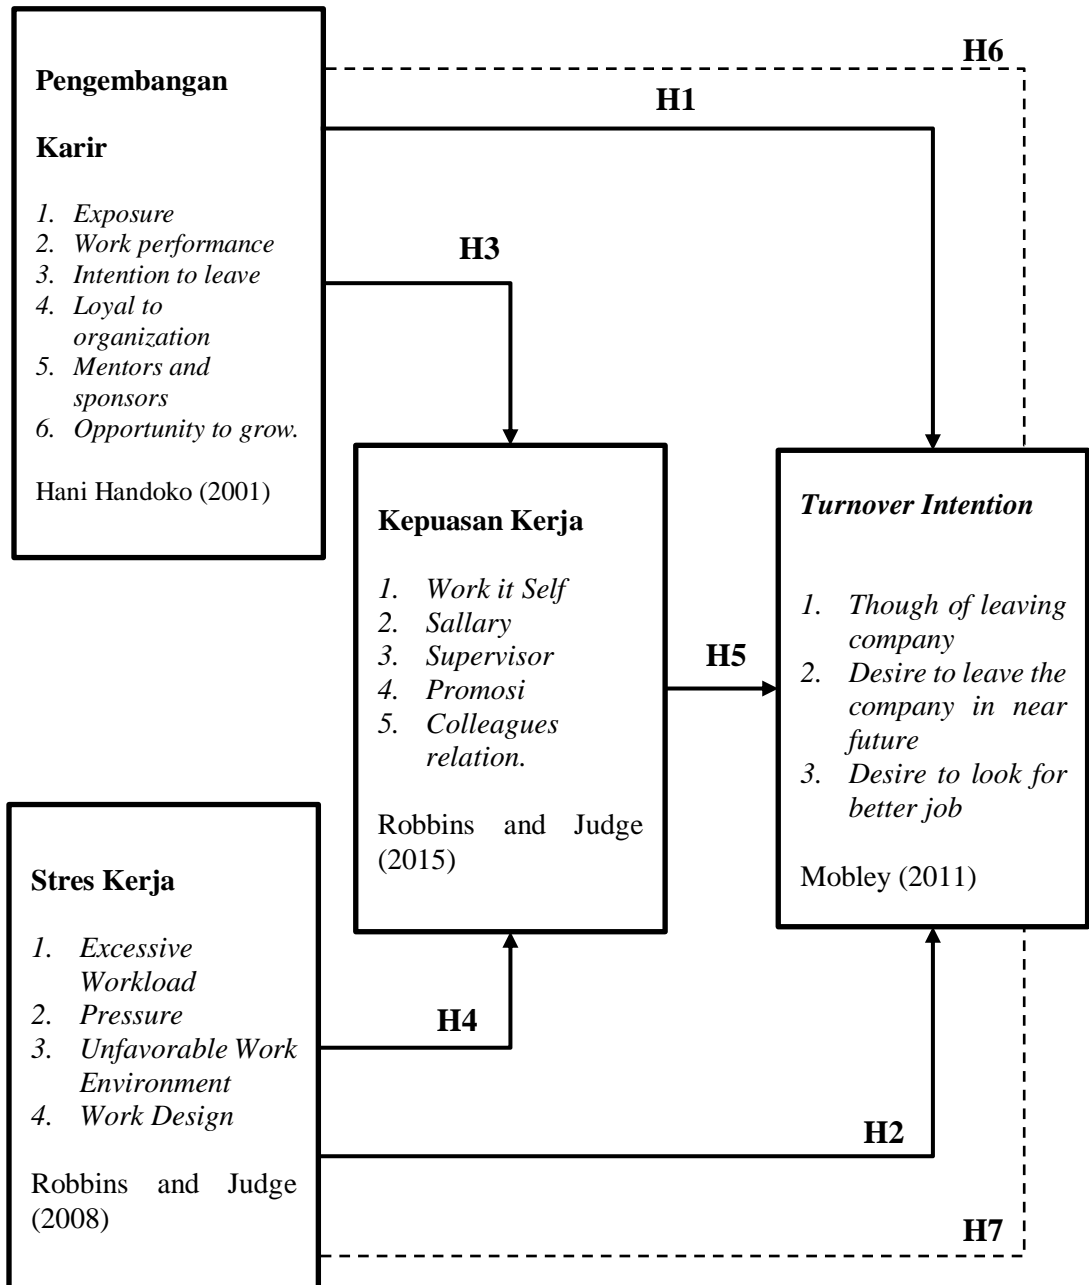 H6
H1
Pengembangan
Karir
1. Exposure
2. Work performance
3. Intention to leave
4. Loyal to
organization
5. Mentors and
sponsors
6. Opportunity to grow.
Hani Handoko (2001)
H3
Kepuasan Kerja
1. Work it Self
2. Sallary
3. Supervisor
4. Promosi
5. Colleagues
relation.
Robbins and Judge
(2015)
H5
Turnover Intention
1. Though of leaving
company
2. Desire to leave the
company in near
future
3. Desire to look for
better job
Mobley (2011)
Stres Kerja
1. Excessive
Workload
2. Pressure
3. Unfavorable Work
Environment
4. Work Design
Robbins and Judge
(2008)
H4
H2
H7